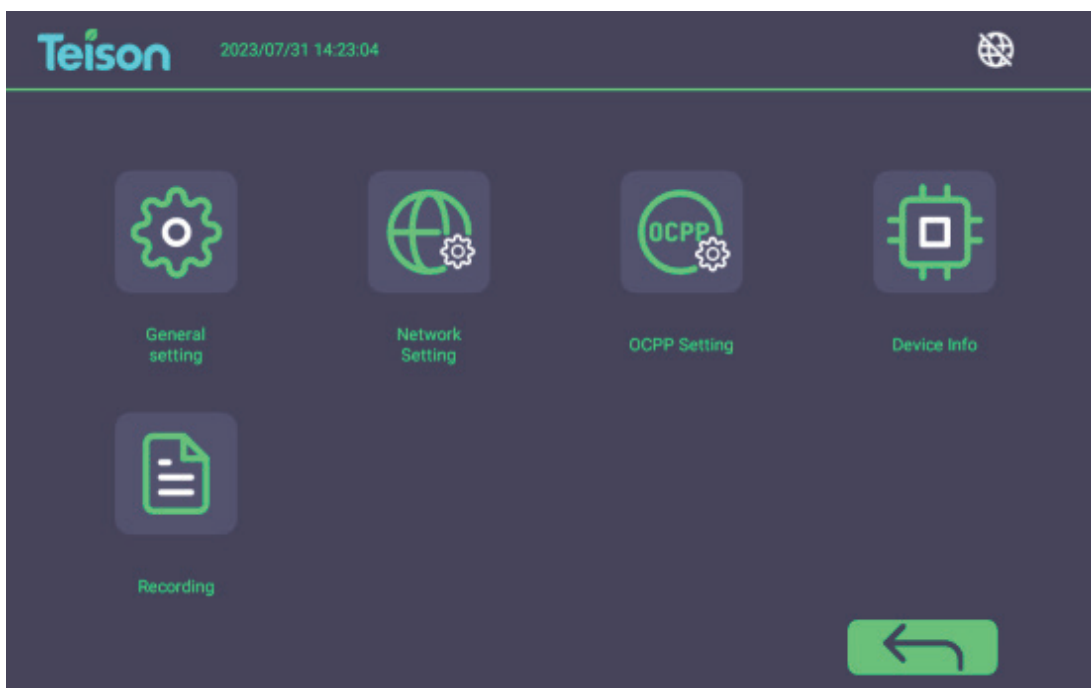 Teison
2023/07/31 14:23:04
General
setting
Network
Setting
OCPP
OCPP Setting
Device Info
Recording